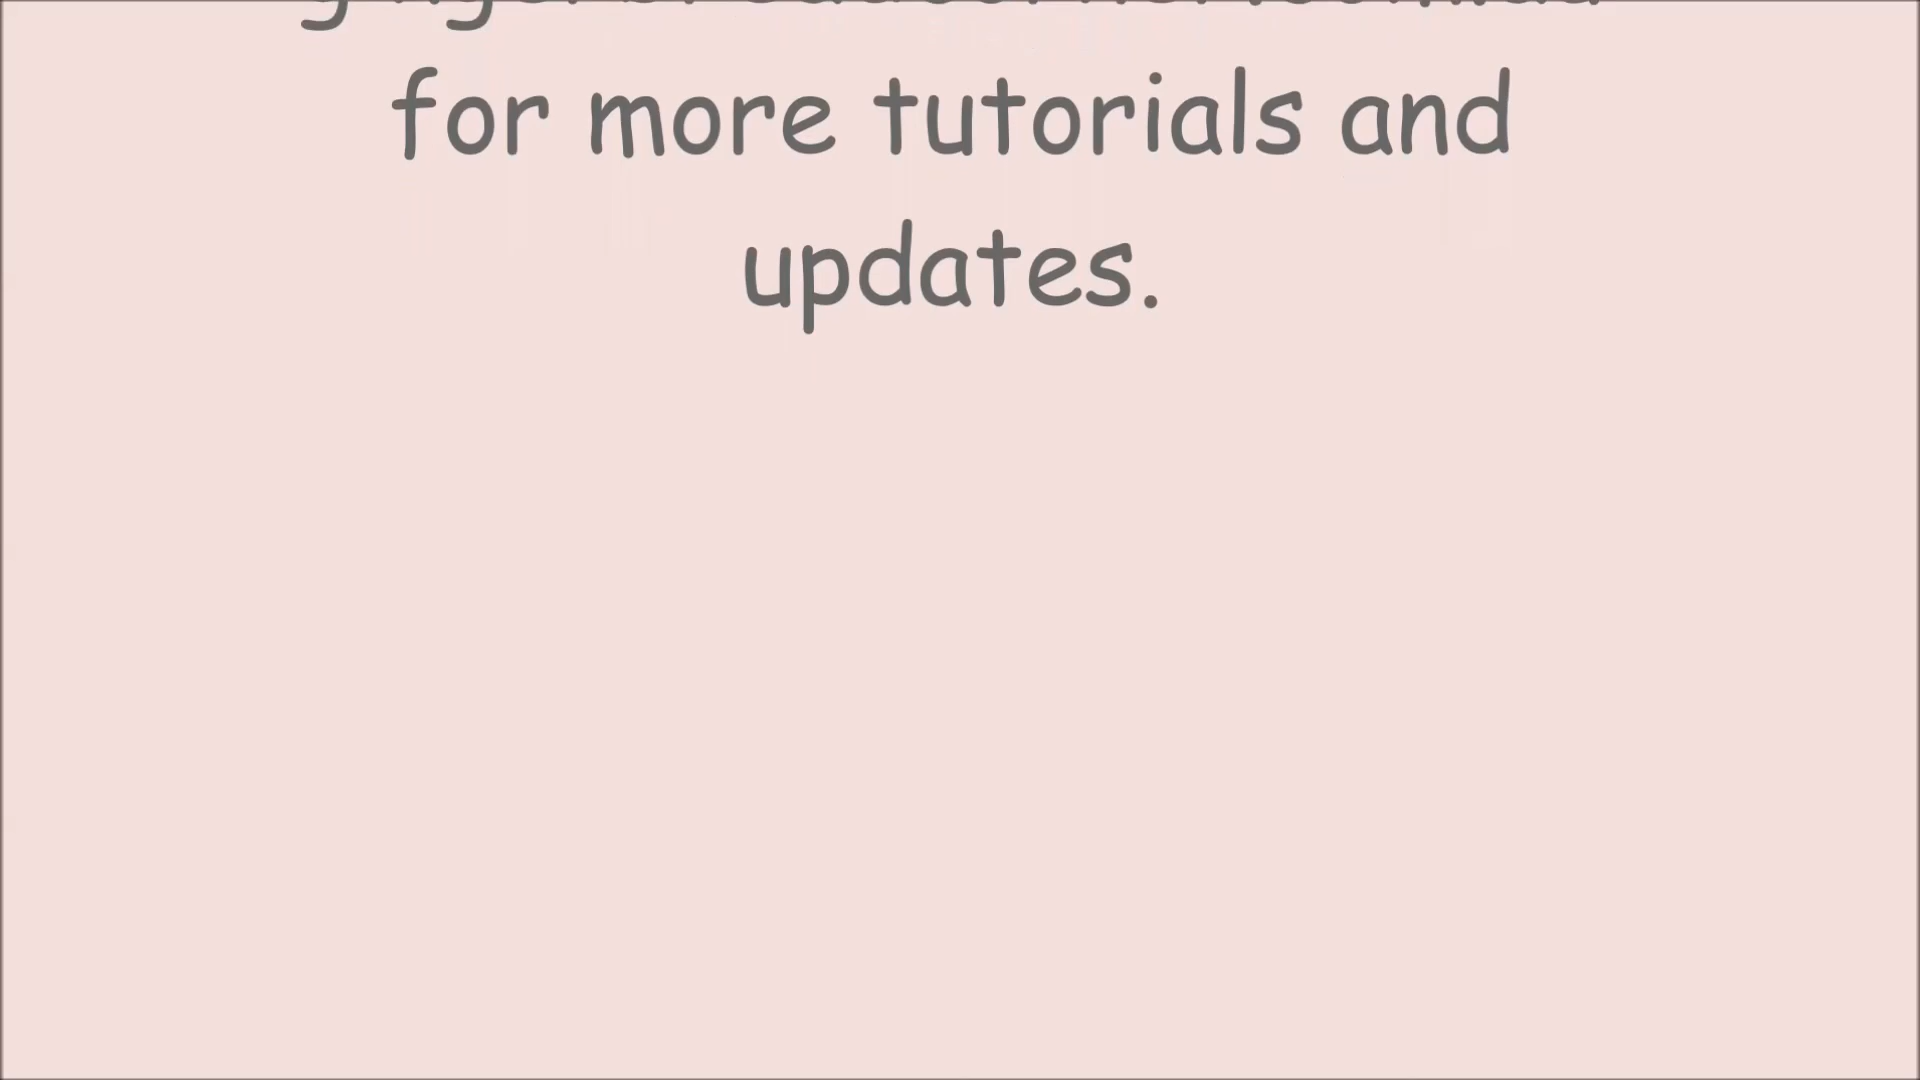 for more tutorials and
updates.